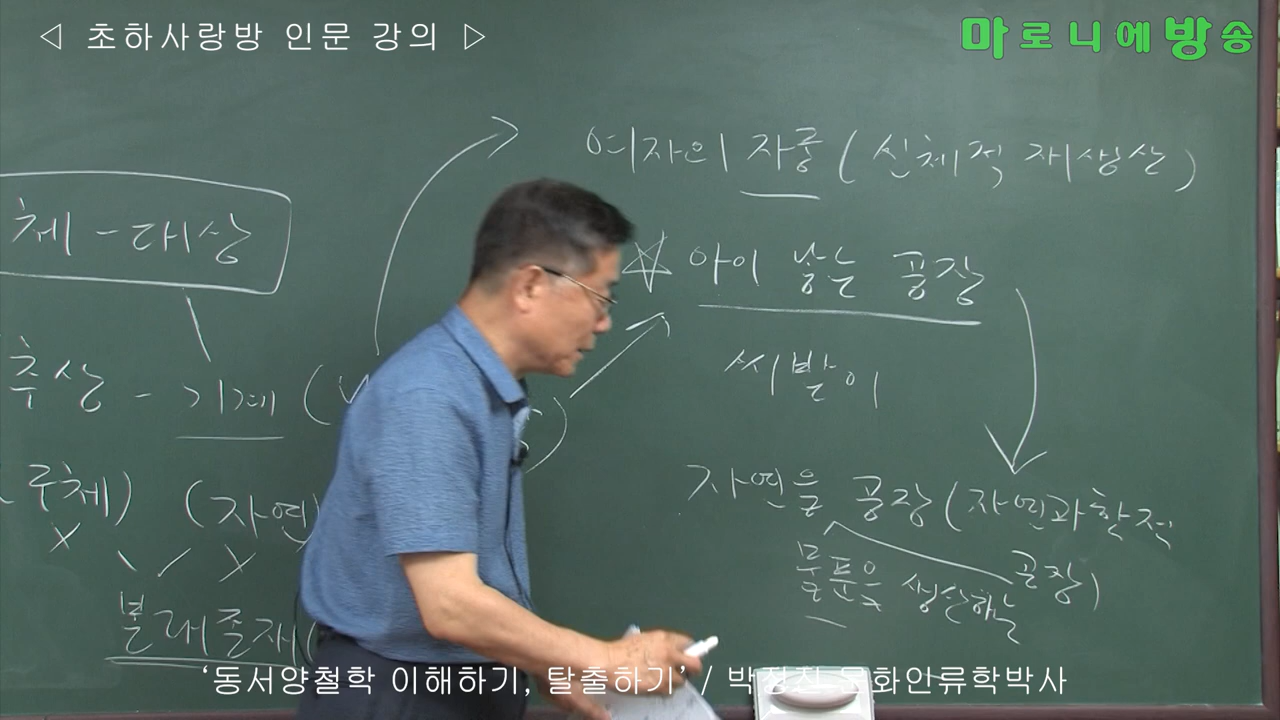 ◁ 초하사랑방 인문 강의 ▷
마로니에방송
여자의 자궁 (신체적 재생산)
체 - 대상
☆ 아이 낳는 공장
추상 - 기계 (
씨받이
주체) (자연)
자연을 공장 (자연과학적
물품을 생산하는 공장)
본래존재(
'동서양철학 이해하기, 탈출하기' / 박정진 문화인류학박사